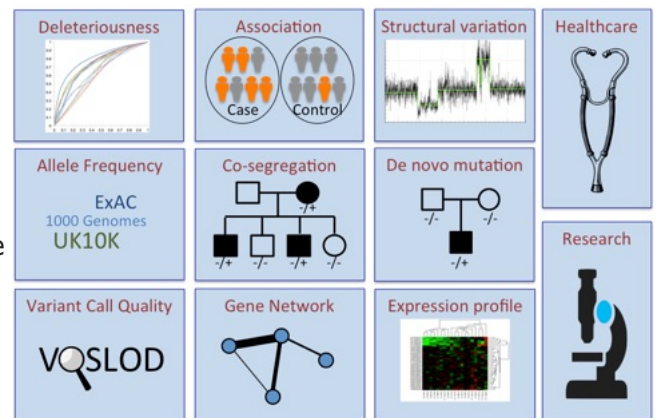 Deleteriousness
Association
Structural variation
Healthcare
Case
Control
Allele Frequency
Co-segregation
De novo mutation
ExAC
1000 Genomes
UK10K
-/+
-/- -/-
-/+ -/- -/+ -/-
-/+
e
Research
Variant Call Quality
Gene Network
Expression profile
VQSLOD